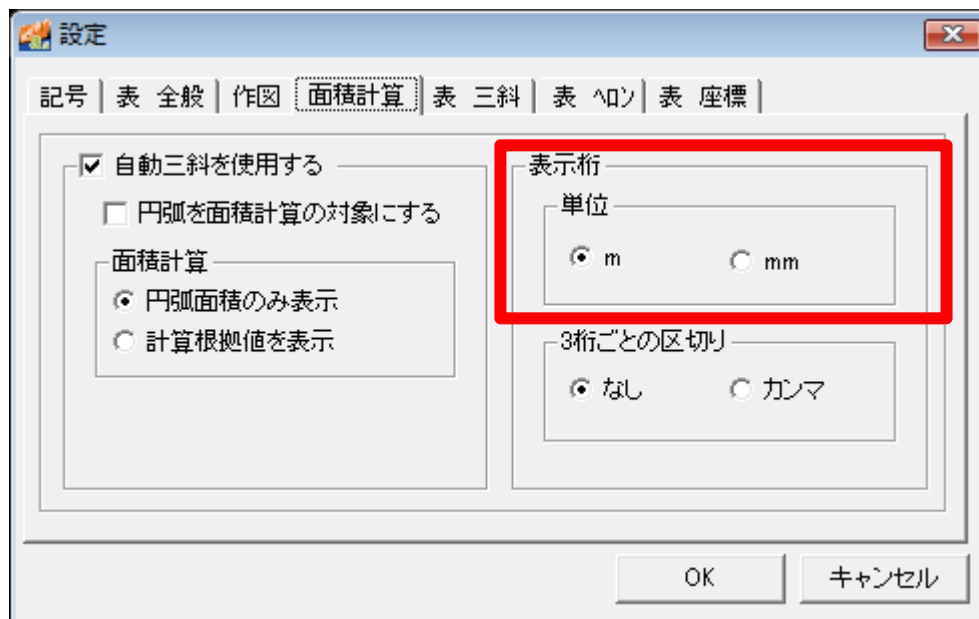 設定
記号 表 全般 作図 面積計算 表 三斜 表 ヘロン 表 座標
自動三斜を使用する
円弧を面積計算の対象にする
面積計算
円弧面積のみ表示
計算根拠値を表示
表示桁
単位
m mm
3桁ごとの区切り
なし カンマ
OK キャンセル